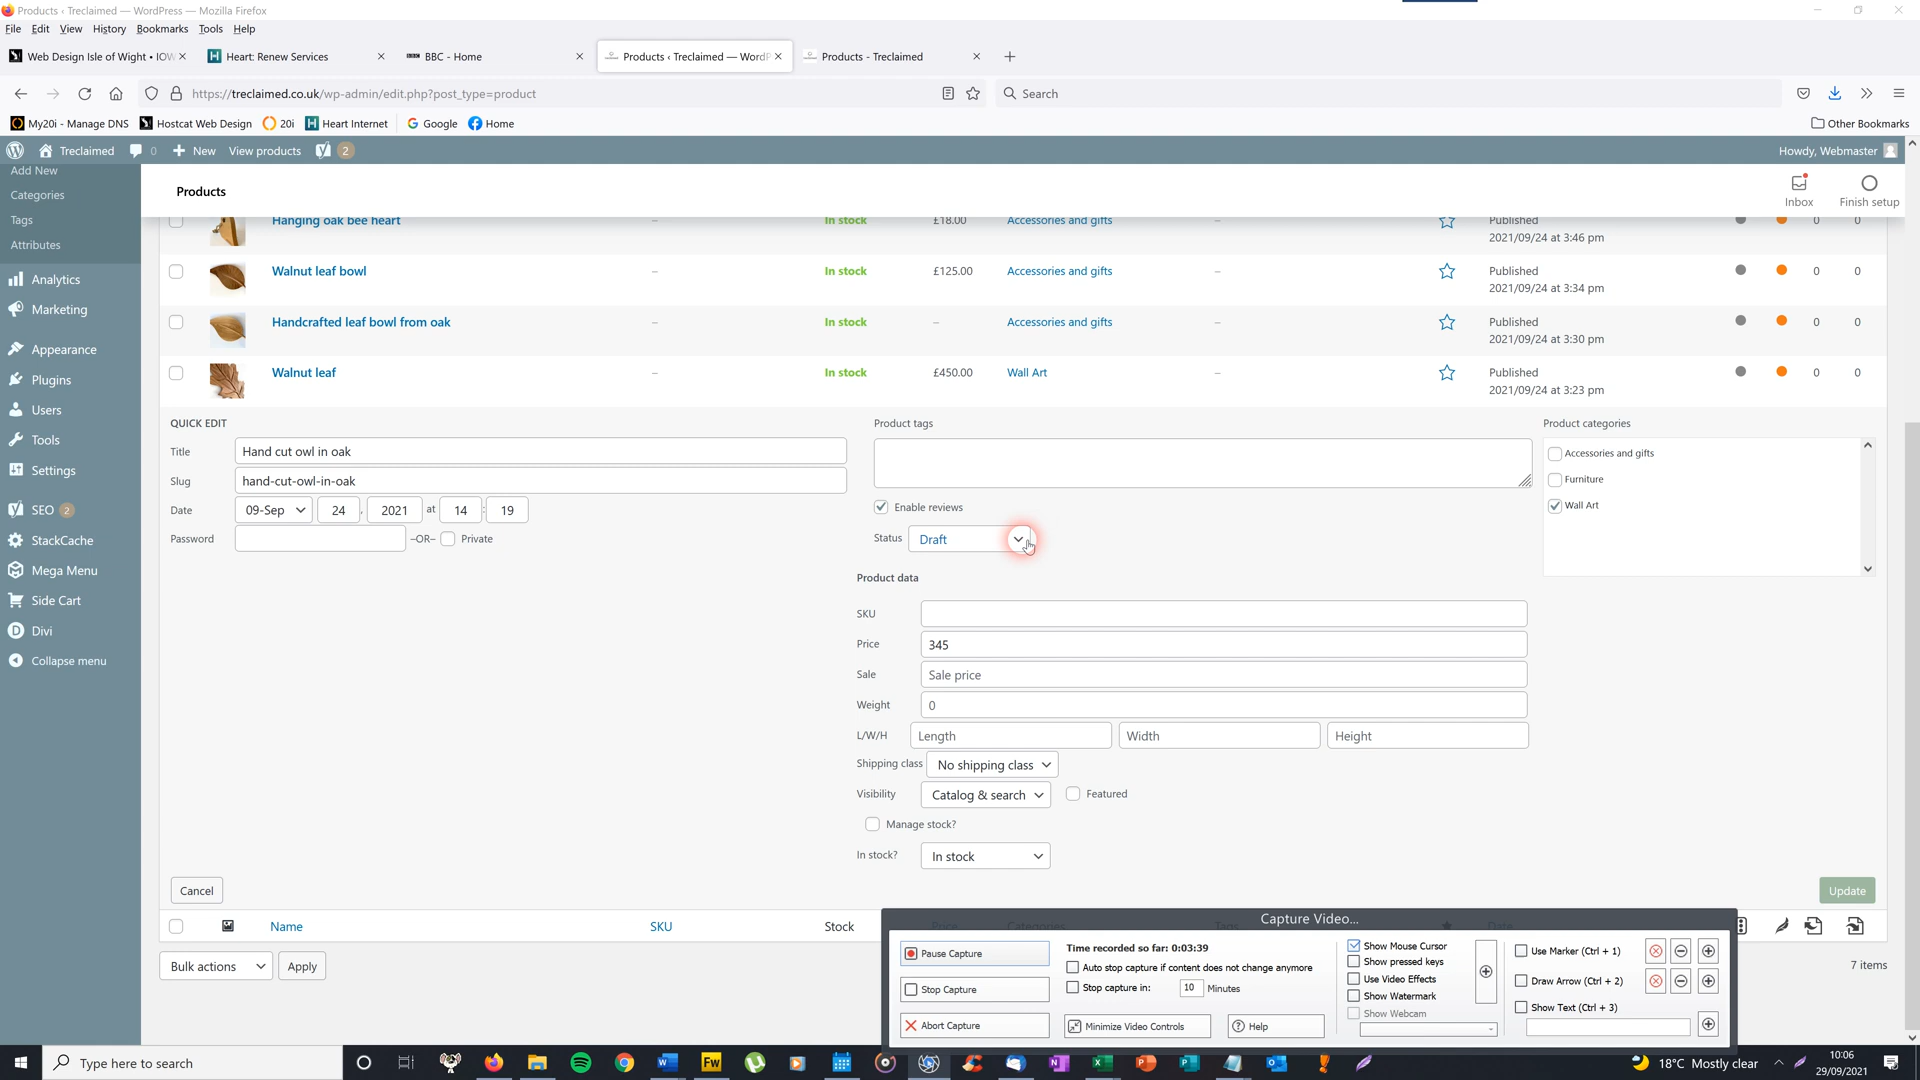 Products ‹ Treclaimed — WordPress — Mozilla Firefox
File Edit View History Bookmarks Tools Help
Web Design Isle of Wight • IOW
Heart: Renew Services
BBC - Home
Products ‹ Treclaimed — WordP
Products - Treclaimed
https://treclaimed.co.uk/wp-admin/edit.php?post_type=product
Search
My20i - Manage DNS Hostcat Web Design 20i Heart Internet Google Home Other Bookmarks
Treclaimed 0 New View products 2 Howdy, Webmaster
Add New
Categories
Tags
Attributes
Analytics
Marketing
Appearance
Plugins
Users
Tools
Settings
SEO 2
StackCache
Mega Menu
Side Cart
Divi
Collapse menu
Products
Inbox
Finish setup
Hanging oak bee heart – In stock £18.00 Accessories and gifts – Published 0 0
2021/09/24 at 3:46 pm
Walnut leaf bowl – In stock £125.00 Accessories and gifts – Published 0 0
2021/09/24 at 3:34 pm
Handcrafted leaf bowl from oak – In stock – Accessories and gifts – Published 0 0
2021/09/24 at 3:30 pm
Walnut leaf – In stock £450.00 Wall Art – Published 0 0
2021/09/24 at 3:23 pm
QUICK EDIT
Title Hand cut owl in oak
Slug hand-cut-owl-in-oak
Date 09-Sep 24 , 2021 at 14 : 19
Password –OR– Private
Product tags
Enable reviews
Status Draft
Product categories
Accessories and gifts
Furniture
Wall Art
Product data
SKU
Price 345
Sale Sale price
Weight 0
L/W/H Length Width Height
Shipping class No shipping class
Visibility Catalog & search Featured
Manage stock?
In stock? In stock
Cancel
Update
Name SKU Stock Price Categories Tags Date
Bulk actions Apply
7 items
Capture Video...
Pause Capture
Stop Capture
Abort Capture
Time recorded so far: 0:03:39
Auto stop capture if content does not change anymore
Stop capture in: 10 Minutes
Minimize Video Controls
Help
Show Mouse Cursor
Show pressed keys
Use Video Effects
Show Watermark
Show Webcam
Use Marker (Ctrl + 1)
Draw Arrow (Ctrl + 2)
Show Text (Ctrl + 3)
Type here to search
Fw
18°C Mostly clear
10:06
29/09/2021